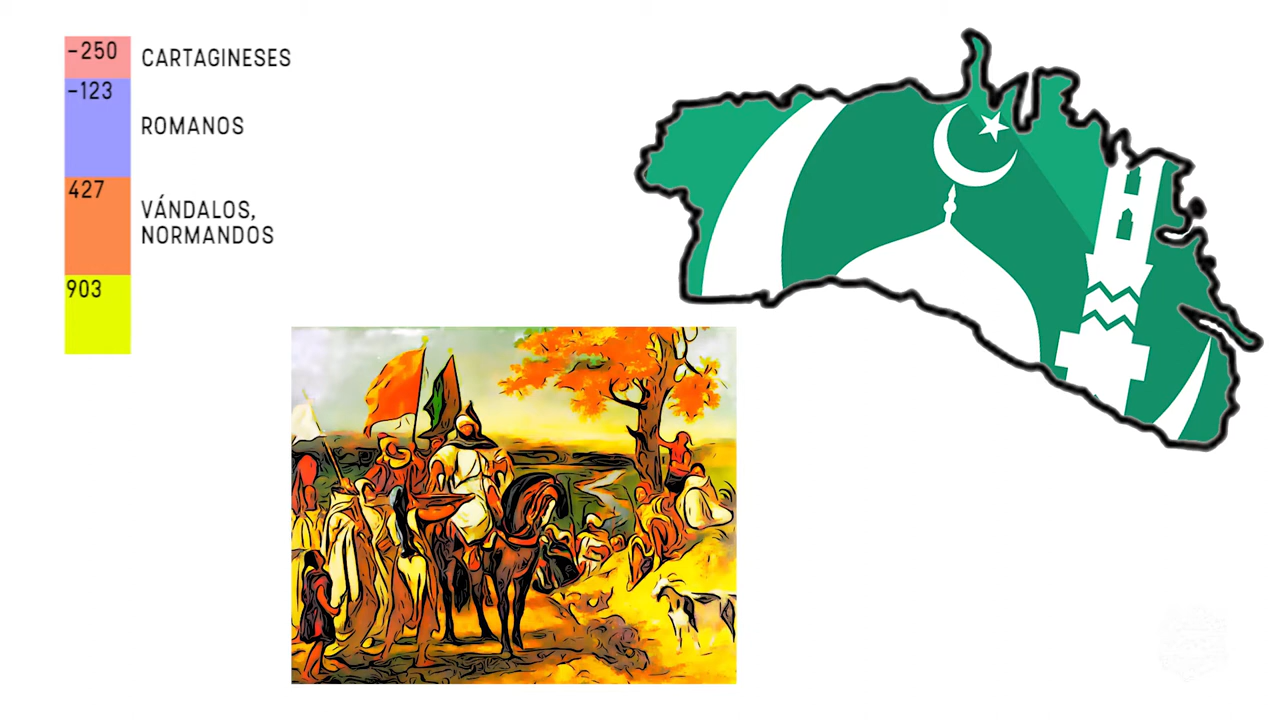 -250
CARTAGINESES
-123
ROMANOS
427
VÁNDALOS,
NORMANDOS
903